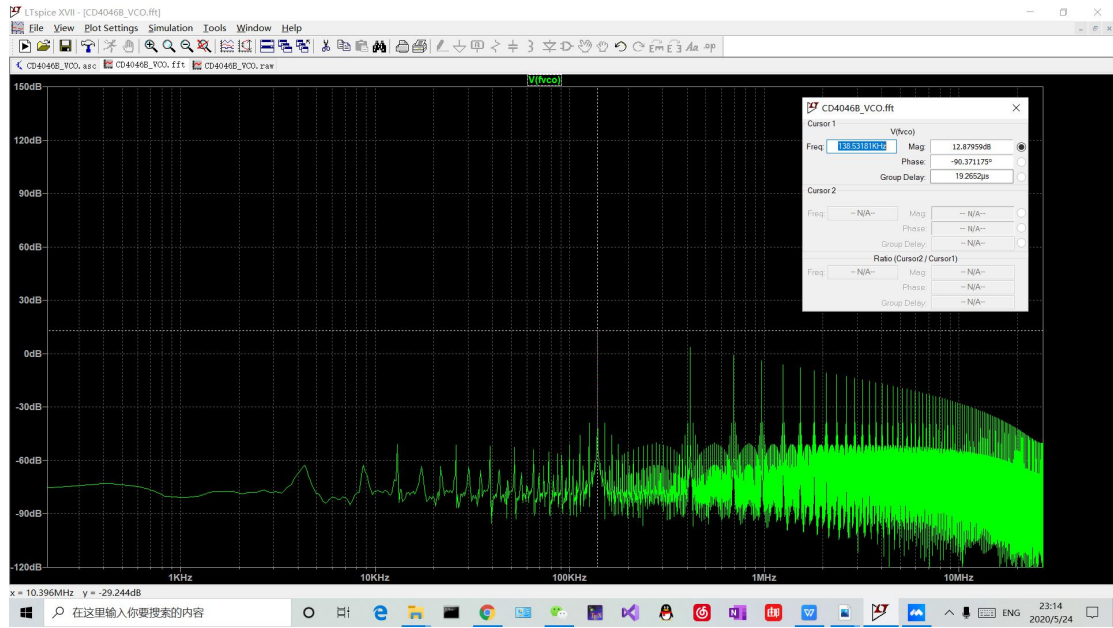 LTspice XVII - [CD4046B_VCO.fft]
File View Plot Settings Simulation Tools Window Help
CD4046B_VCO.asc CD4046B_VCO.fft CD4046B_VCO.raw
V(fvco)
150dB
120dB
90dB
60dB
30dB
0dB
-30dB
-60dB
-90dB
-120dB
1KHz 10KHz 100KHz 1MHz 10MHz
CD4046B_VCO.fft
Cursor 1
V(fvco)
Freq: 138.53181KHz Mag: 12.87959dB
Phase: -90.371175°
Group Delay: 19.2652µs
Cursor 2
Freq: -- N/A-- Mag: -- N/A--
Phase: -- N/A--
Group Delay: -- N/A--
Ratio (Cursor2 / Cursor1)
Freq: -- N/A-- Mag: -- N/A--
Phase: -- N/A--
Group Delay: -- N/A--
x = 10.396MHz y = -29.244dB
在这里输入你要搜索的内容
ENG
23:14
2020/5/24